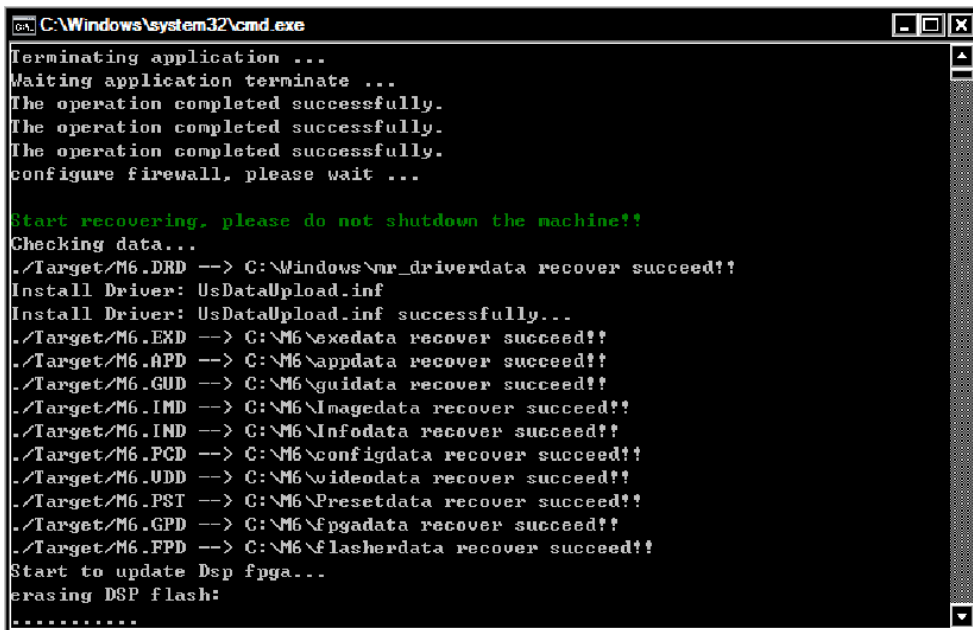 C:\Windows\system32\cmd.exe
Terminating application ...
Waiting application terminate ...
The operation completed successfully.
The operation completed successfully.
The operation completed successfully.
configure firewall, please wait ...
Start recovering, please do not shutdown the machine!!
Checking data...
./Target/M6.DRD --> C:\Windows\mr_driverdata recover succeed!!
Install Driver: UsDataUpload.inf
Install Driver: UsDataUpload.inf successfully...
./Target/M6.EXD --> C:\M6\exedata recover succeed!!
./Target/M6.APD --> C:\M6\appdata recover succeed!!
./Target/M6.GUD --> C:\M6\guidata recover succeed!!
./Target/M6.IMD --> C:\M6\Imagedata recover succeed!!
./Target/M6.IND --> C:\M6\Infodata recover succeed!!
./Target/M6.PCD --> C:\M6\configdata recover succeed!!
./Target/M6.VDD --> C:\M6\videodata recover succeed!!
./Target/M6.PST --> C:\M6\Presetdata recover succeed!!
./Target/M6.GPD --> C:\M6\fpgadata recover succeed!!
./Target/M6.FPD --> C:\M6\flasherdata recover succeed!!
Start to update Dsp fpga...
erasing DSP flash:
...........